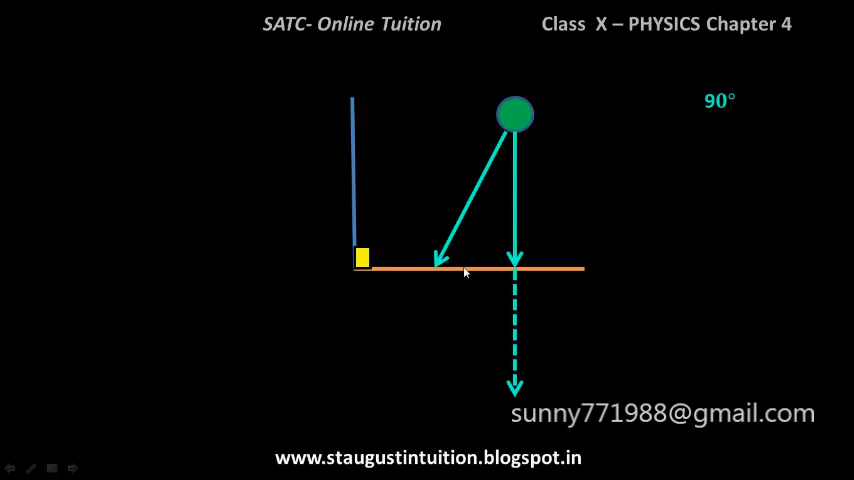 SATC- Online Tuition
Class X – PHYSICS Chapter 4
90°
sunny771988@gmail.com
www.staugustintuition.blogspot.in